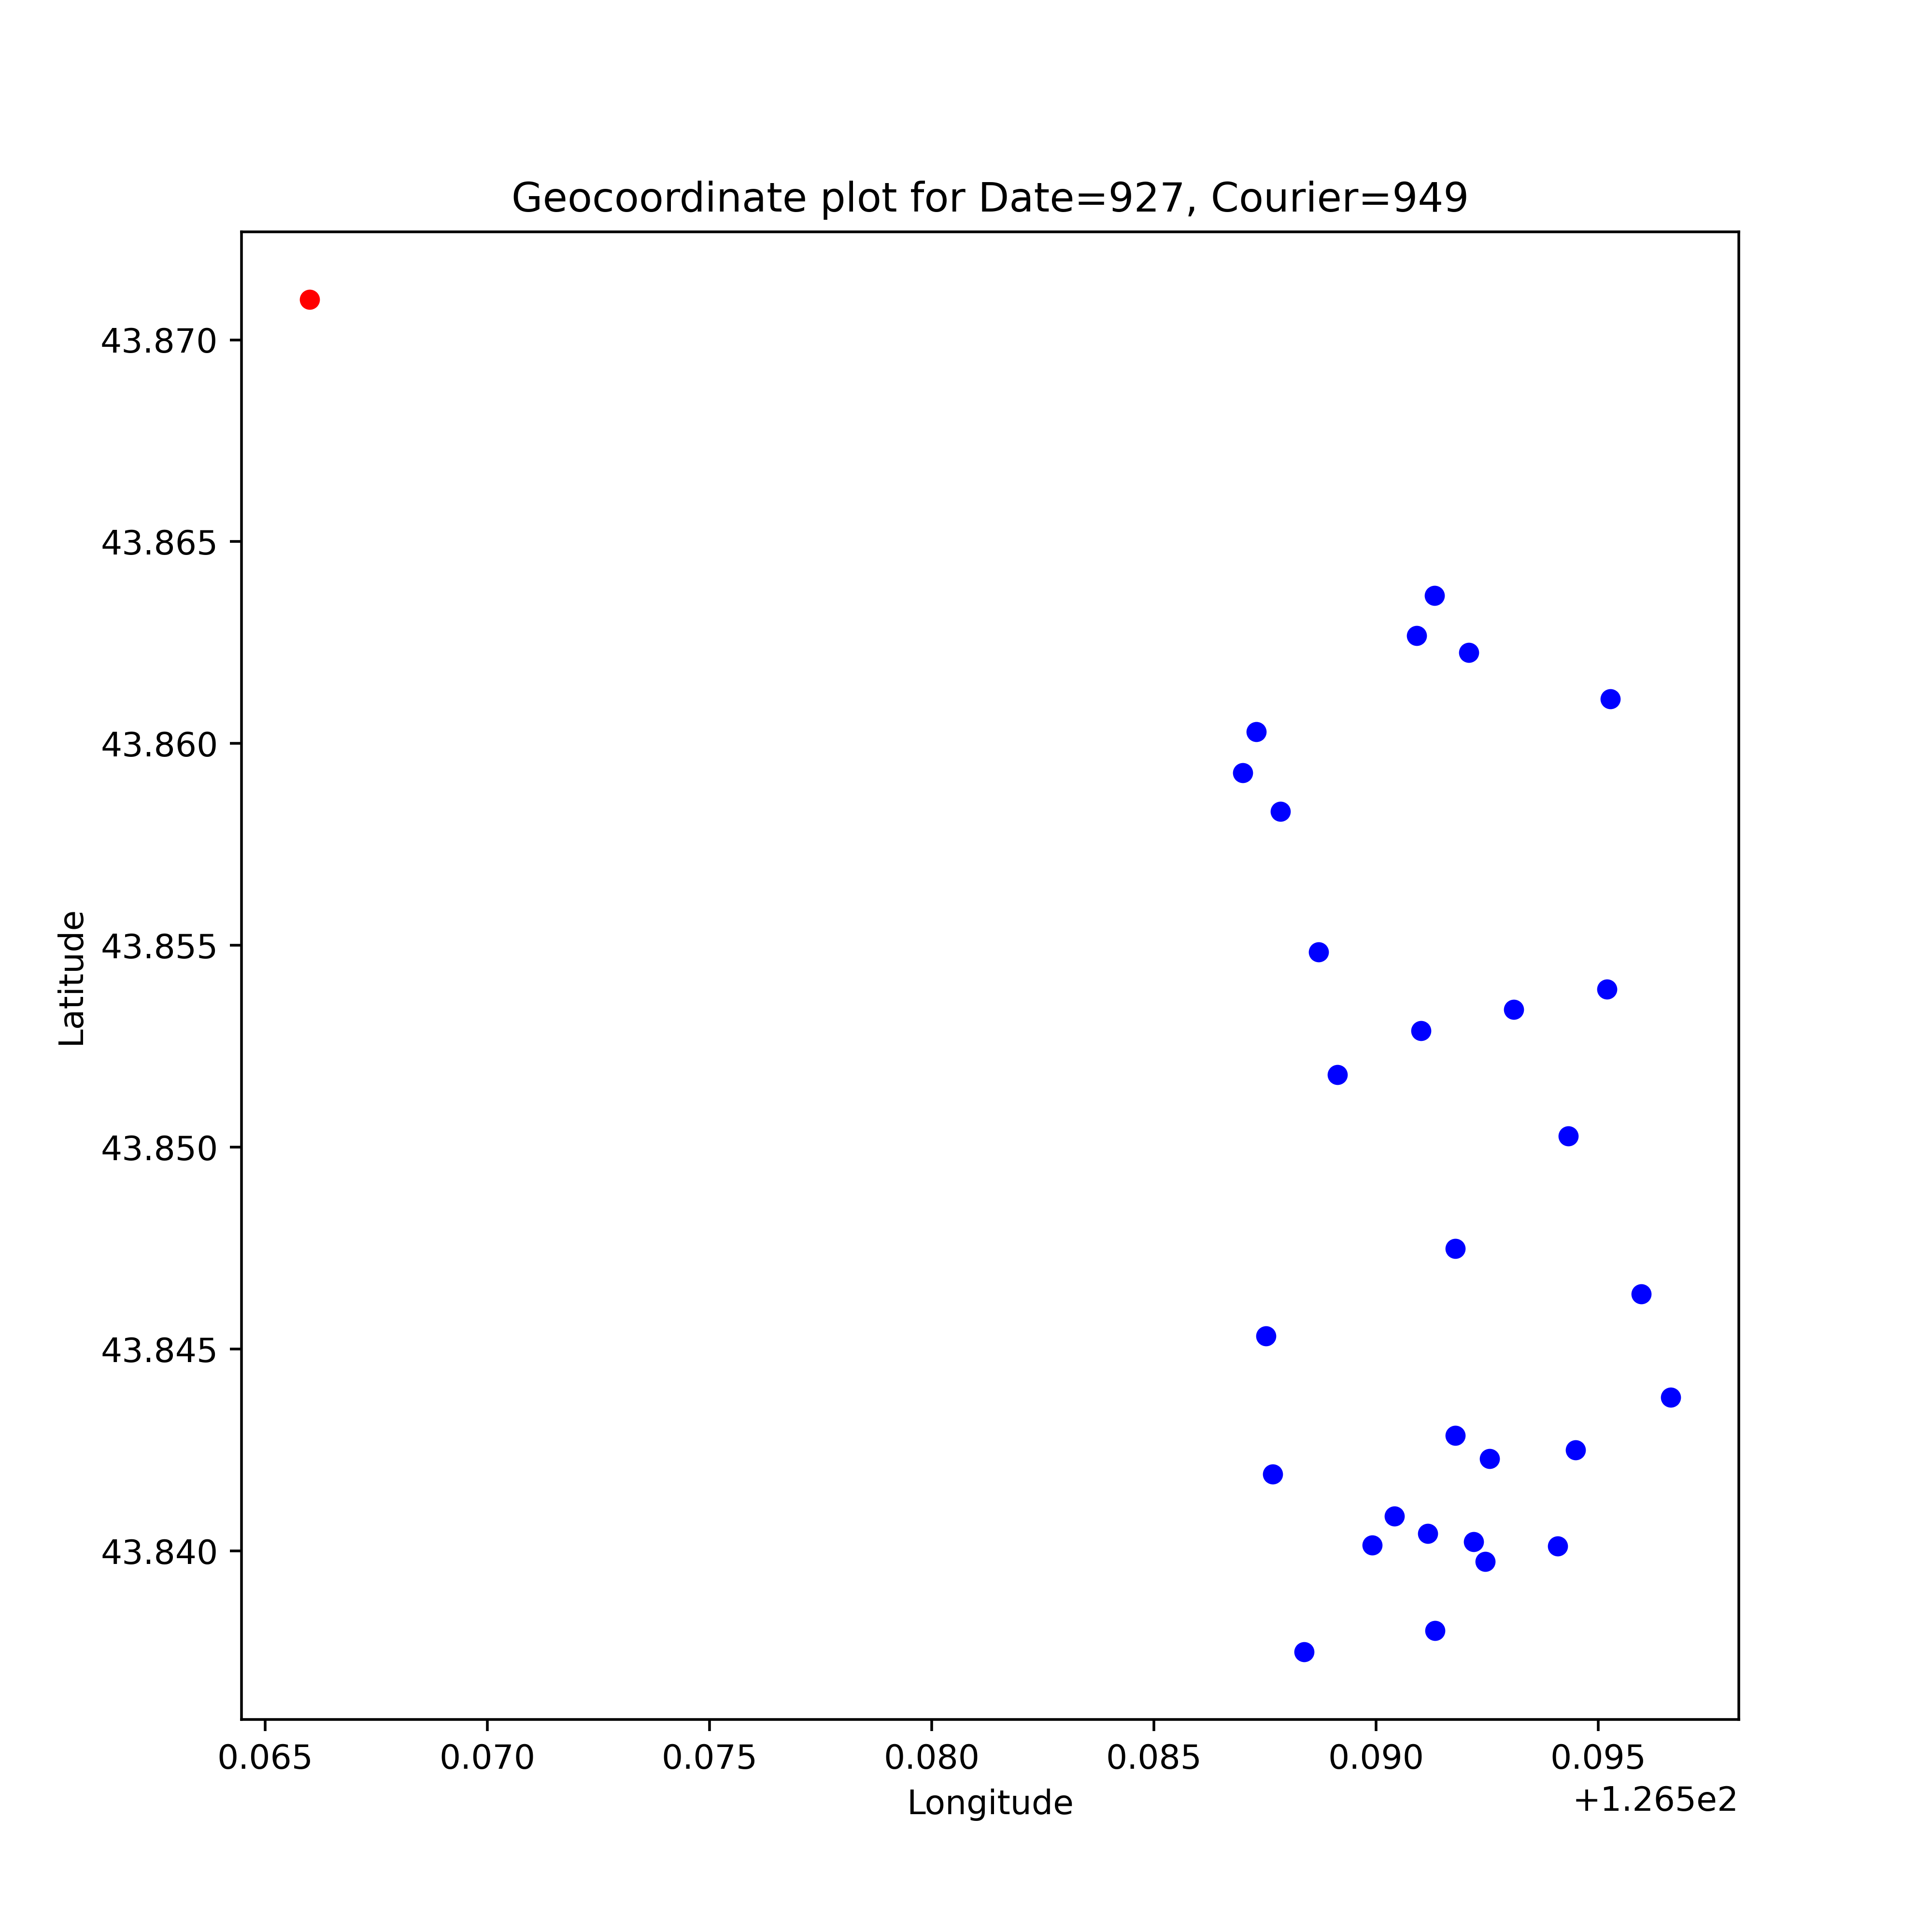 Geocoordinate plot for Date=927, Courier=949
43.870
43.865
43.860
43.855
43.850
43.845
43.840
Latitude
0.065 0.070 0.075 0.080 0.085 0.090 0.095
Longitude
+1.265e2